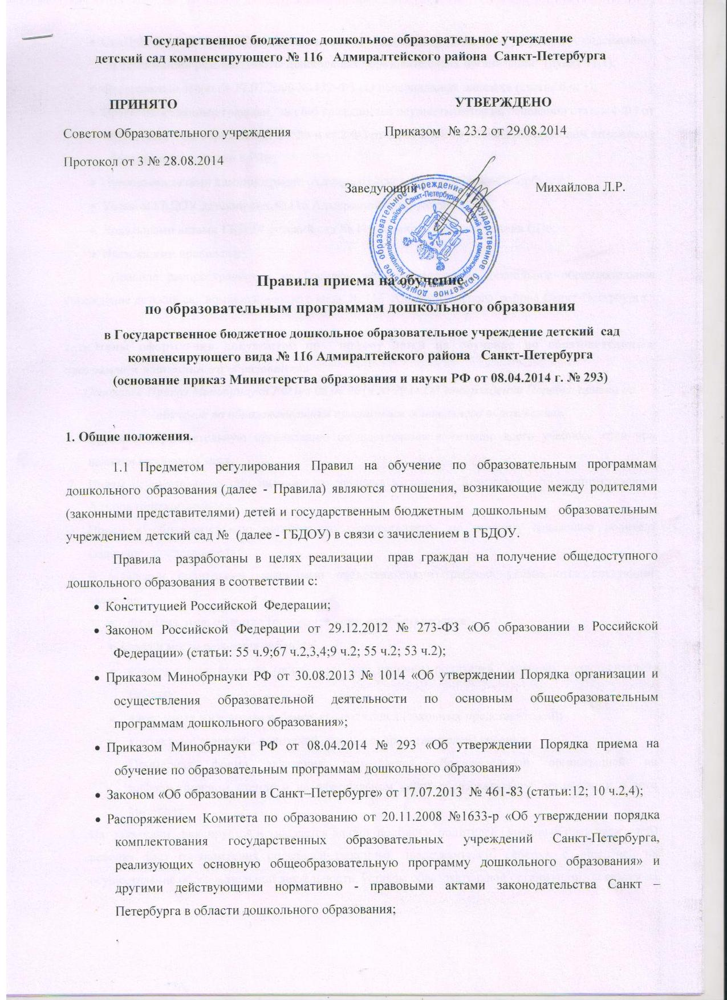 Государственное бюджетное дошкольное образовательное учреждение
детский сад компенсирующего № 116 Адмиралтейского района Санкт-Петербурга
ПРИНЯТО УТВЕРЖДЕНО
Советом Образовательного учреждения Приказом № 23.2 от 29.08.2014
Протокол от 3 № 28.08.2014
Заведующий Михайлова Л.Р.
Государственное бюджетное дошкольное образовательное учреждение
детский сад компенсирующего Адмиралтейского района Санкт-Петербурга
Правила приема на обучение
по образовательным программам дошкольного образования
в Государственное бюджетное дошкольное образовательное учреждение детский сад
компенсирующего вида № 116 Адмиралтейского района Санкт-Петербурга
(основание приказ Министерства образования и науки РФ от 08.04.2014 г. № 293)
1. Общие положения.
1.1 Предметом регулирования Правил на обучение по образовательным программам
дошкольного образования (далее - Правила) являются отношения, возникающие между родителями
(законными представителями) детей и государственным бюджетным дошкольным образовательным
учреждением детский сад № (далее - ГБДОУ) в связи с зачислением в ГБДОУ.
Правила разработаны в целях реализации прав граждан на получение общедоступного
дошкольного образования в соответствии с:
• Конституцией Российской Федерации;
• Законом Российской Федерации от 29.12.2012 № 273-ФЗ «Об образовании в Российской
Федерации» (статьи: 55 ч.9;67 ч.2,3,4;9 ч.2; 55 ч.2; 53 ч.2);
• Приказом Минобрнауки РФ от 30.08.2013 № 1014 «Об утверждении Порядка организации и
осуществления образовательной деятельности по основным общеобразовательным
программам дошкольного образования»;
• Приказом Минобрнауки РФ от 08.04.2014 № 293 «Об утверждении Порядка приема на
обучение по образовательным программам дошкольного образования»
• Законом «Об образовании в Санкт–Петербурге» от 17.07.2013 № 461-83 (статьи:12; 10 ч.2,4);
• Распоряжением Комитета по образованию от 20.11.2008 №1633-р «Об утверждении порядка
комплектования государственных образовательных учреждений Санкт-Петербурга,
реализующих основную общеобразовательную программу дошкольного образования» и
другими действующими нормативно - правовыми актами законодательства Санкт –
Петербурга в области дошкольного образования;